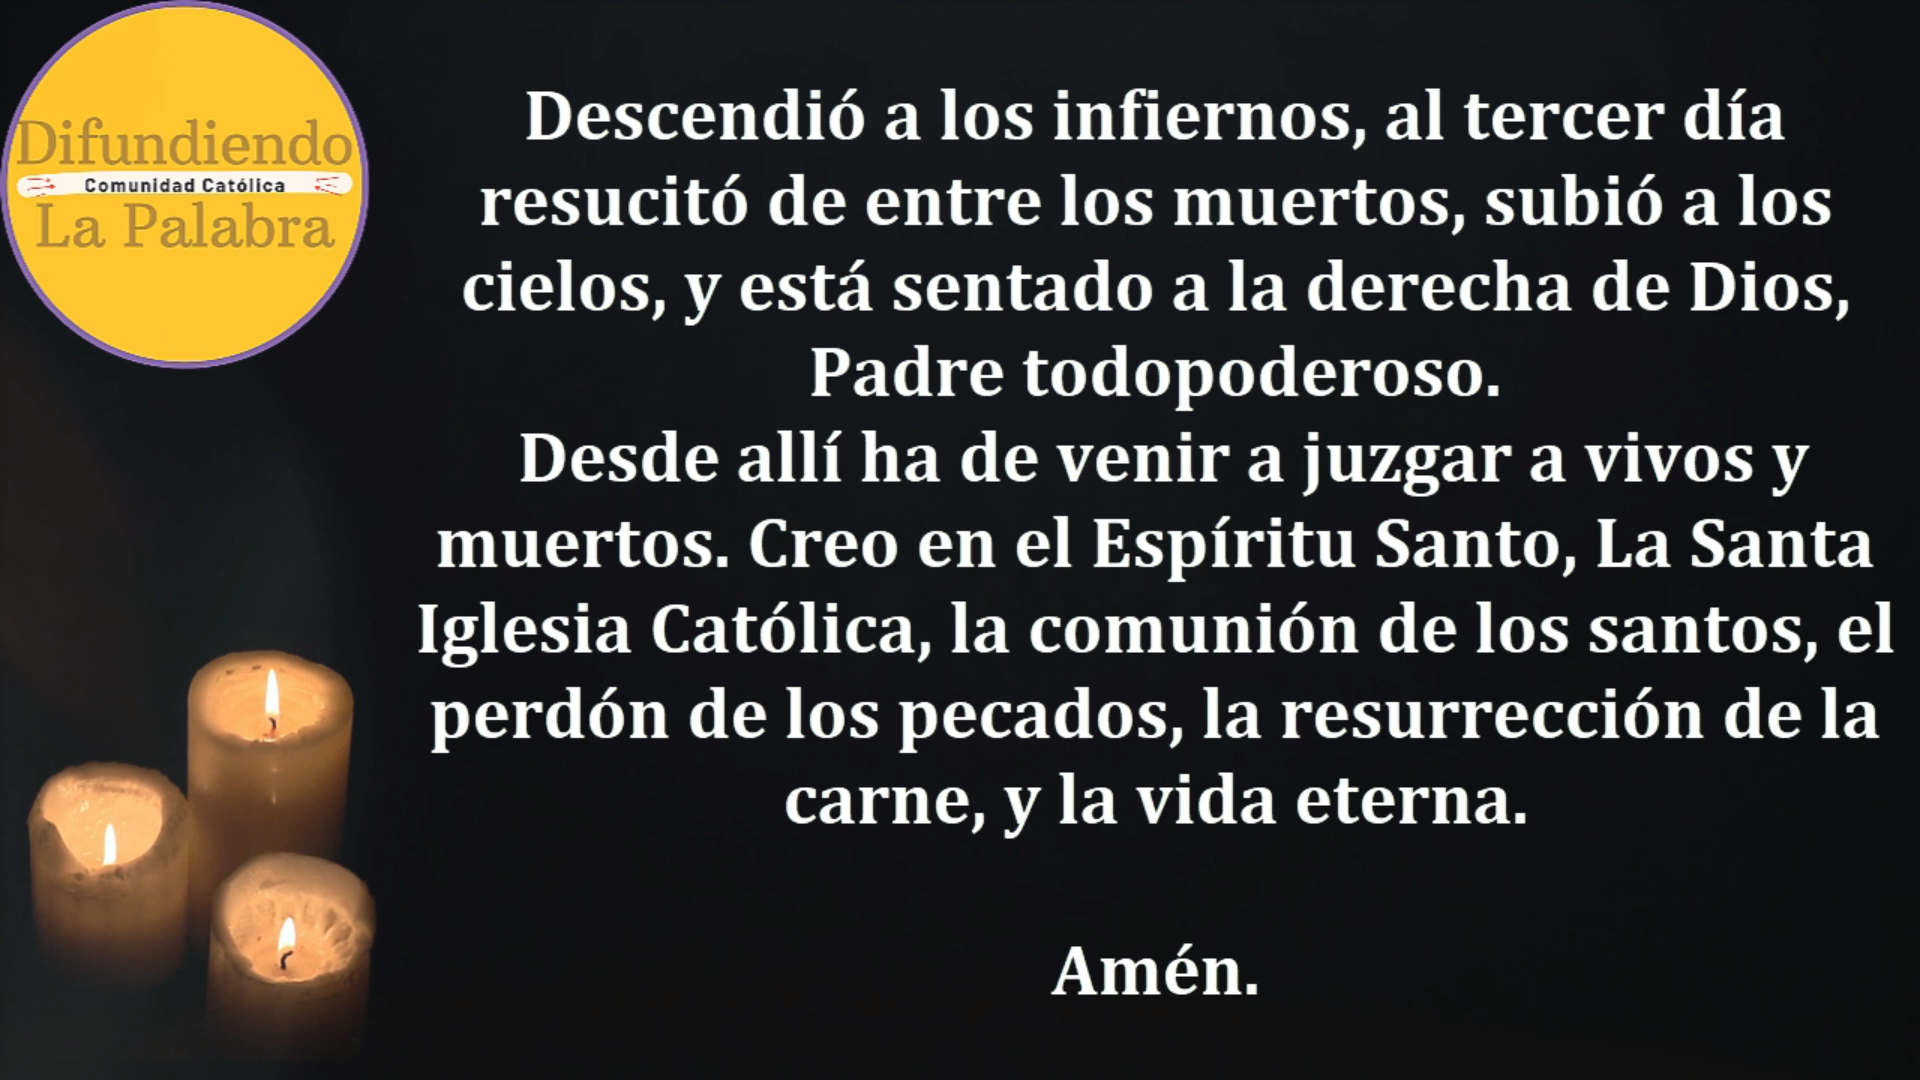 Difundiendo
Comunidad Católica
La Palabra
Descendió a los infiernos, al tercer día
resucitó de entre los muertos, subió a los
cielos, y está sentado a la derecha de Dios,
Padre todopoderoso.
Desde allí ha de venir a juzgar a vivos y
muertos. Creo en el Espíritu Santo, La Santa
Iglesia Católica, la comunión de los santos, el
perdón de los pecados, la resurrección de la
carne, y la vida eterna.
Amén.